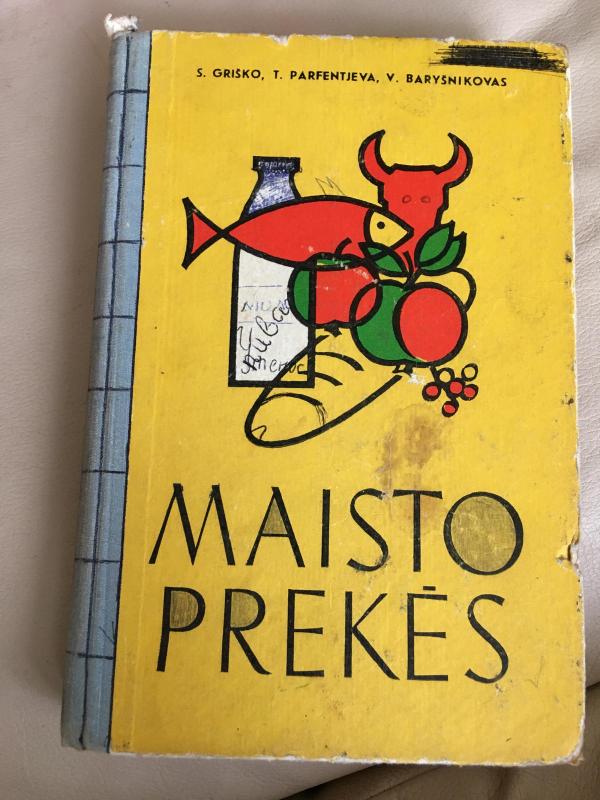 S. GRIŠKO, T. PARFENTJEVA, V. BARYŠNIKOVAS
MAISTO
PREKĖS